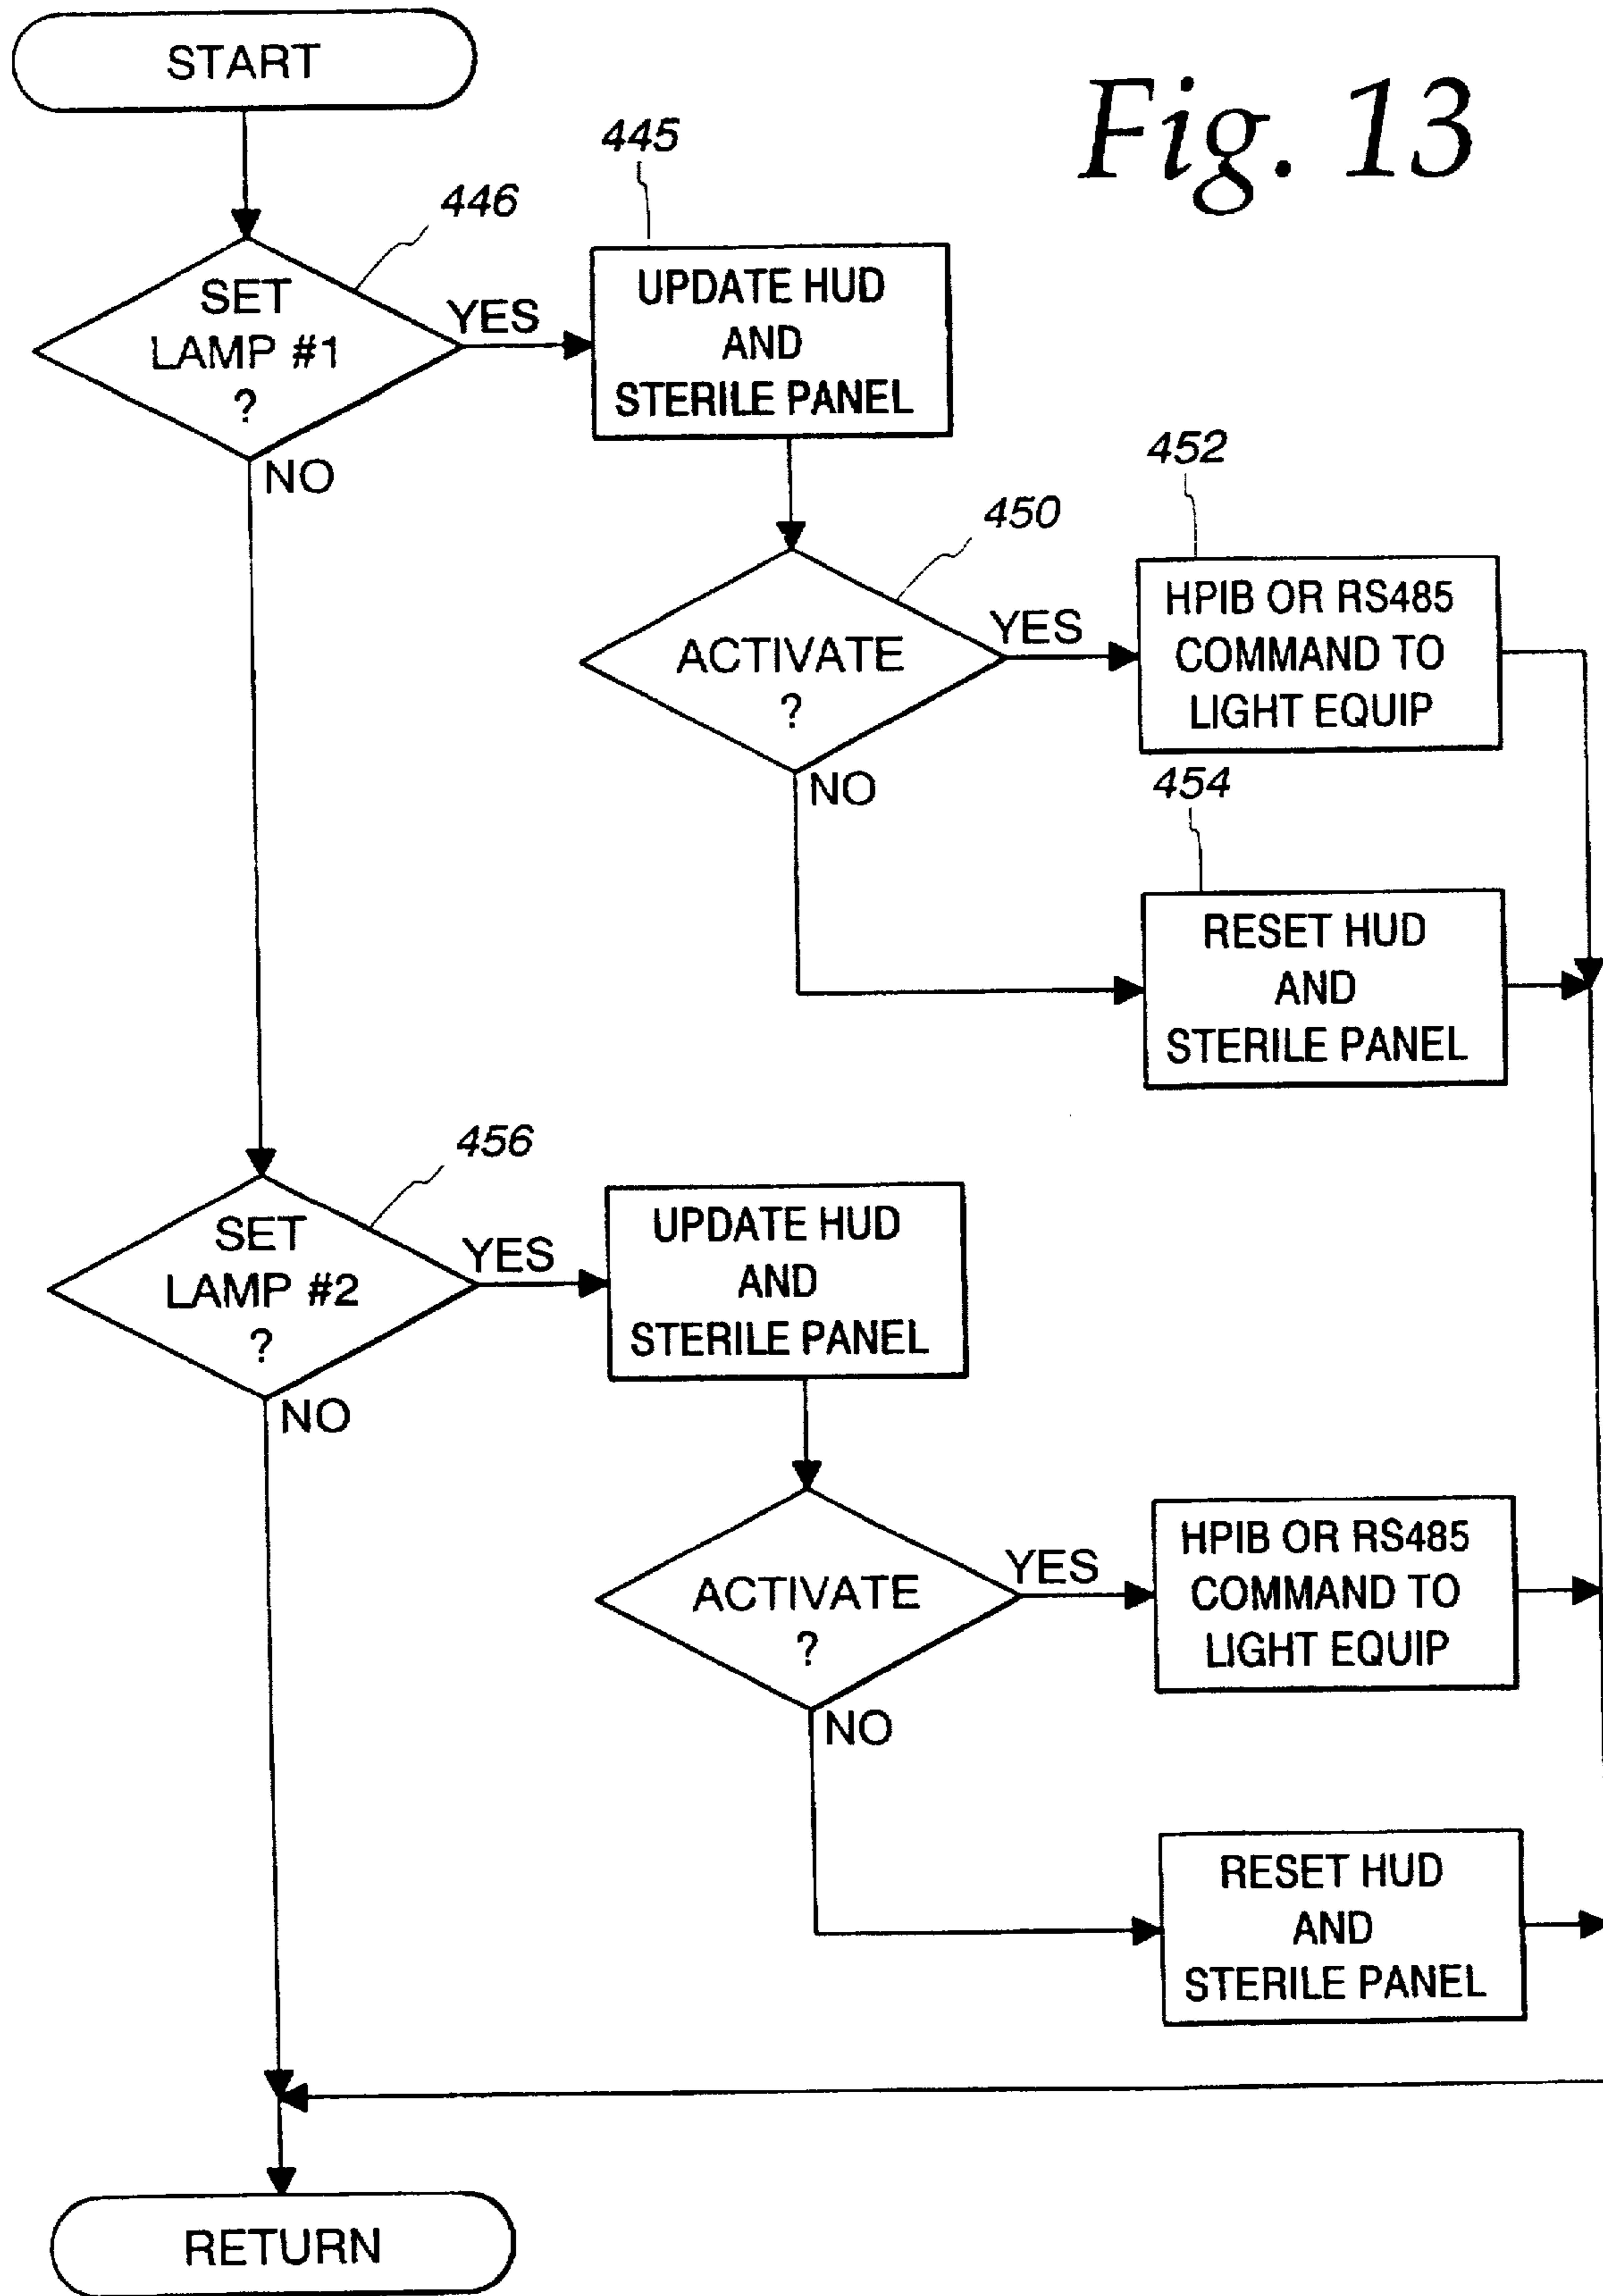 START
Fig. 13
445
446
SET
LAMP #1
?
YES
NO
UPDATE HUD
AND
STERILE PANEL
452
450
ACTIVATE
?
YES
NO
HPIB OR RS485
COMMAND TO
LIGHT EQUIP
454
RESET HUD
AND
STERILE PANEL
456
SET
LAMP #2
?
YES
NO
UPDATE HUD
AND
STERILE PANEL
ACTIVATE
?
YES
NO
HPIB OR RS485
COMMAND TO
LIGHT EQUIP
RESET HUD
AND
STERILE PANEL
RETURN